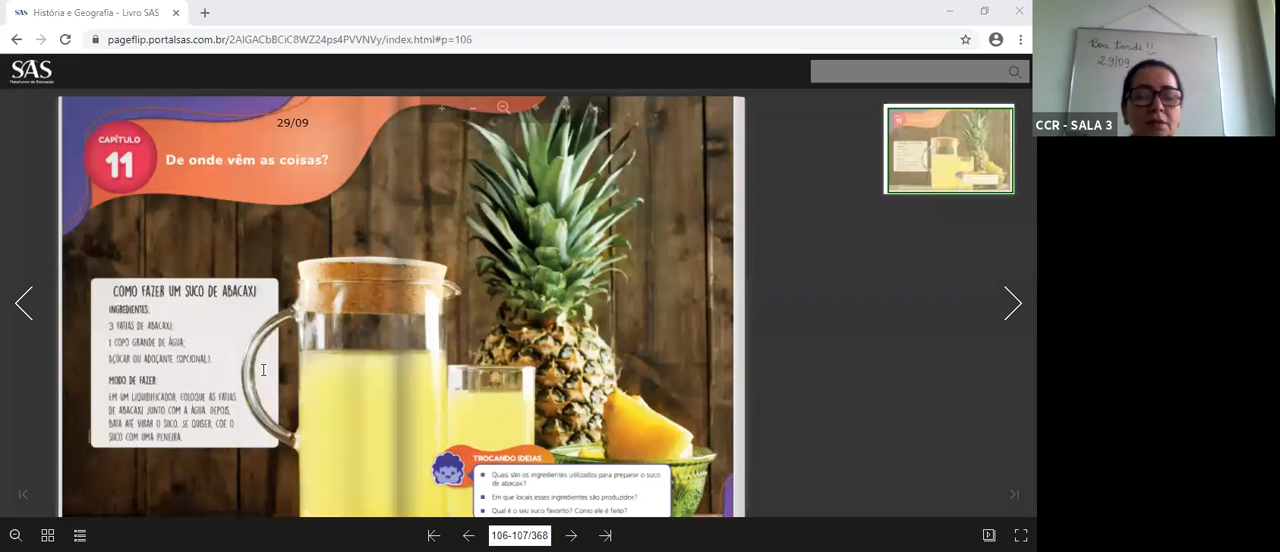 História e Geografia - Livro SAS
pageflip.portalsas.com.br/2AIGACbBCiC8WZ24ps4PVVNVy/index.html#p=106
SAS
Plataforma de Educação
29/09
CAPÍTULO
11
De onde vêm as coisas?
COMO FAZER UM SUCO DE ABACAXI
INGREDIENTES:
3 FATIAS DE ABACAXI;
1 COPO GRANDE DE ÁGUA;
AÇÚCAR OU ADOÇANTE (OPCIONAL).
MODO DE FAZER:
EM UM LIQUIDIFICADOR, COLOQUE AS FATIAS
DE ABACAXI JUNTO COM A ÁGUA. DEPOIS,
BATA ATÉ VIRAR O SUCO. SE QUISER, COE O
SUCO COM UMA PENEIRA.
TROCANDO IDEIAS
Quais são os ingredientes utilizados para preparar o suco
de abacaxi?
Em que locais esses ingredientes são produzidos?
Qual é o seu suco favorito? Como ele é feito?
106-107/368
Boa tarde !!
29/09
CCR - SALA 3